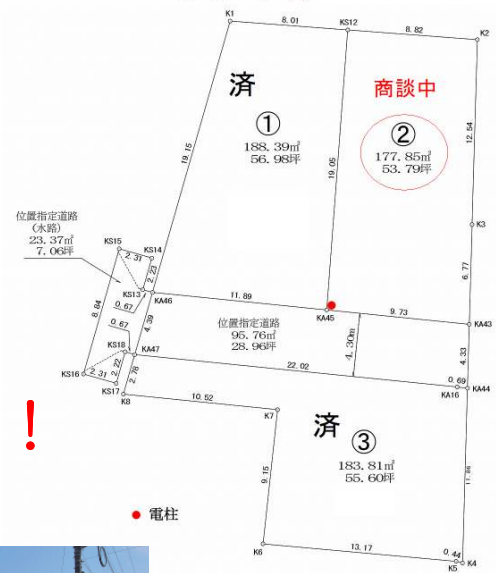 K1
8.01
KS12
8.82
K2
済
①
188.39㎡
56.98坪
商談中
②
177.85㎡
53.79坪
12.54
19.15
19.05
K3
6.77
位置指定道路
(水路)
23.37㎡
7.06坪
KS15
2.31
KS14
2.23
KS13
0.67
KA46
11.89
KA45
9.73
KA43
8.84
4.39
位置指定道路
95.76㎡
28.96坪
4.30m
4.33
0.67
KS18
KA47
22.02
0.69
KA16
KA44
KS16
2.31
2.22
KS17
2.78
K8
10.52
K7
!
済
③
183.81㎡
55.60坪
9.15
電柱
K6
13.17
0.44
K5
K4